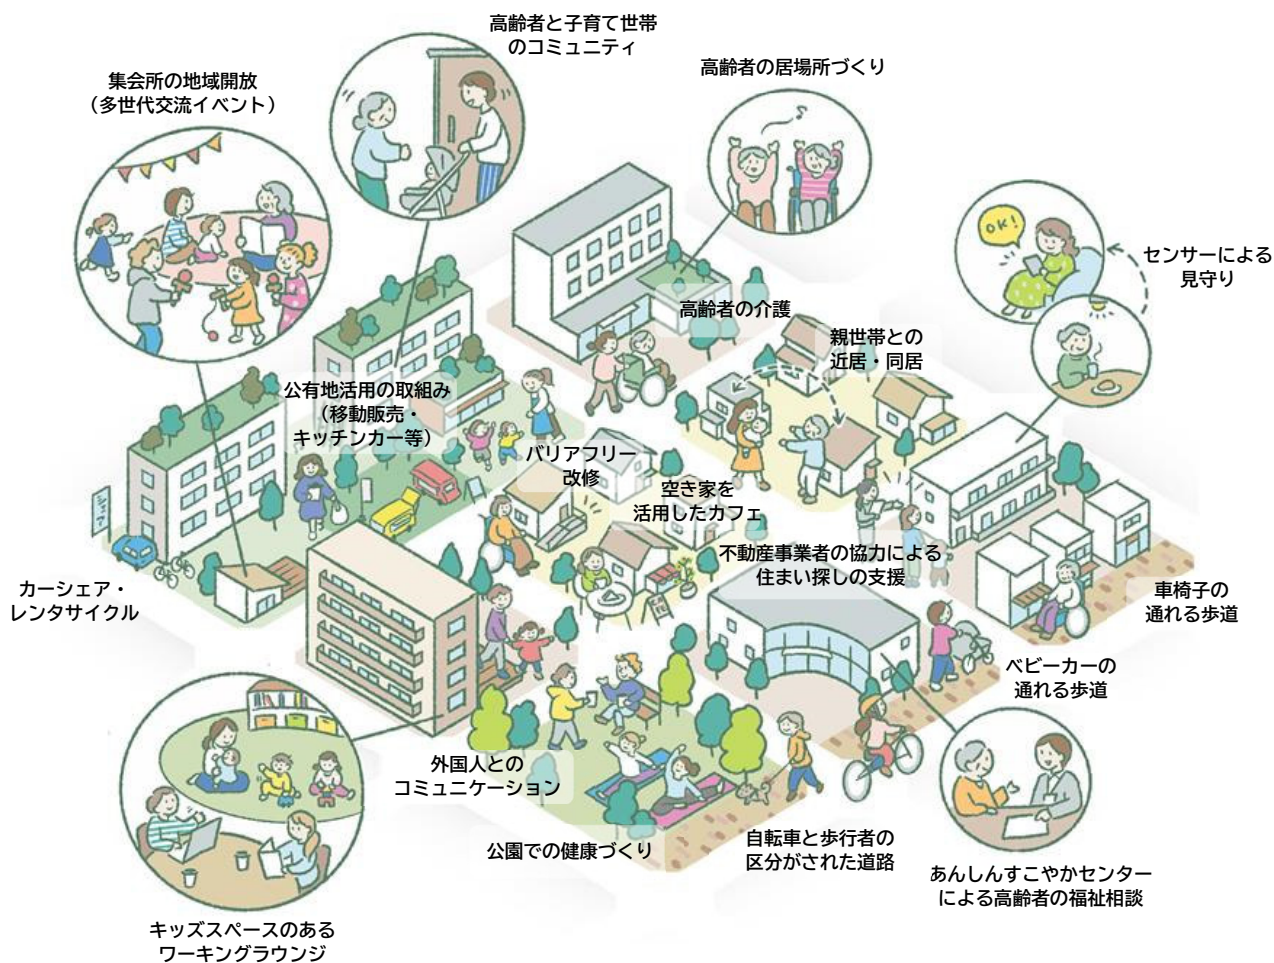 高齢者と子育て世帯
のコミュニティ
集会所の地域開放
（多世代交流イベント）
高齢者の居場所づくり
OK!
センサーによる
見守り
高齢者の介護
親世帯との
近居・同居
公有地活用の取組み
（移動販売・
キッチンカー等）
バリアフリー
改修
空き家を
活用したカフェ
シェア
不動産事業者の協力による
住まい探しの支援
カーシェア・
レンタサイクル
車椅子の
通れる歩道
ベビーカーの
通れる歩道
外国人との
コミュニケーション
公園での健康づくり
自転車と歩行者の
区分がされた道路
あんしんすこやかセンター
による高齢者の福祉相談
キッズスペースのある
ワーキングラウンジ